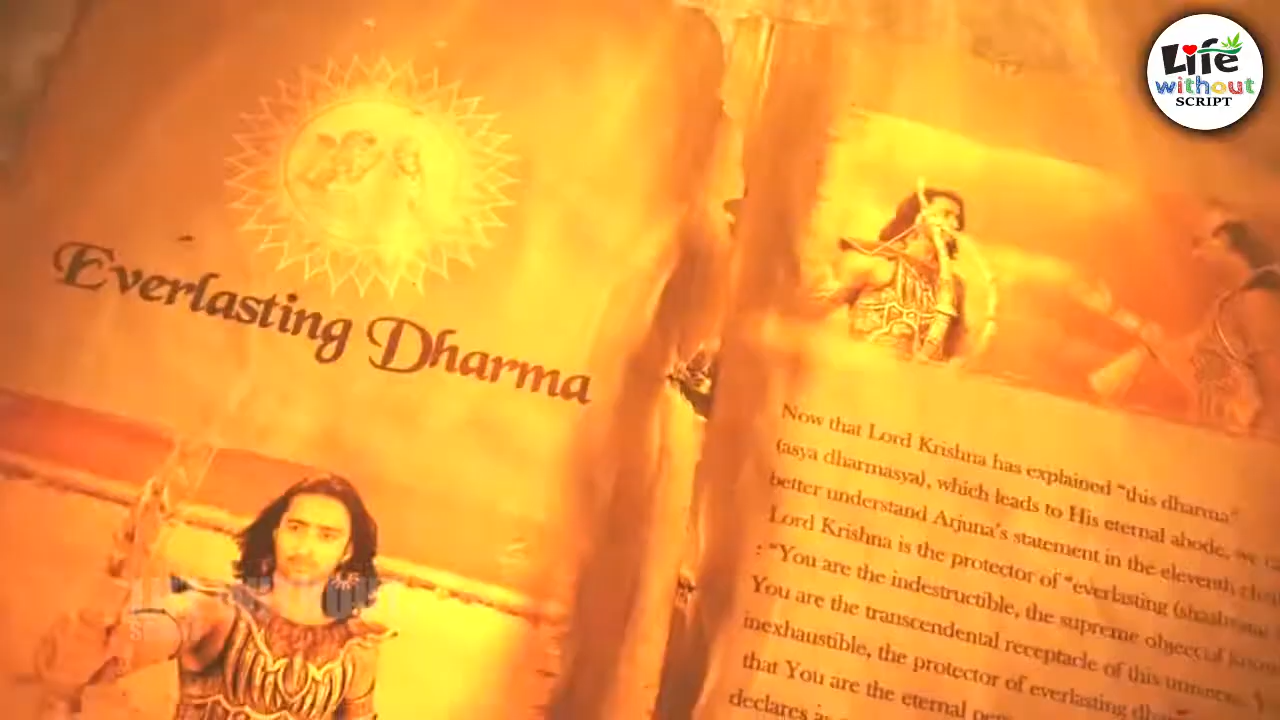 Life
without
SCRIPT
Everlasting Dharma
Now that Lord Krishna has explained "this dharma"
(asya dharmasya), which leads to His eternal abode, we
better understand Arjuna's statement in the eleventh
Lord Krishna is the protector of "everlasting
: "You are the indestructible, the supreme object of
You are the transcendental receptacle of this
inexhaustible, the protector of everlasting
that You are the eternal
declares